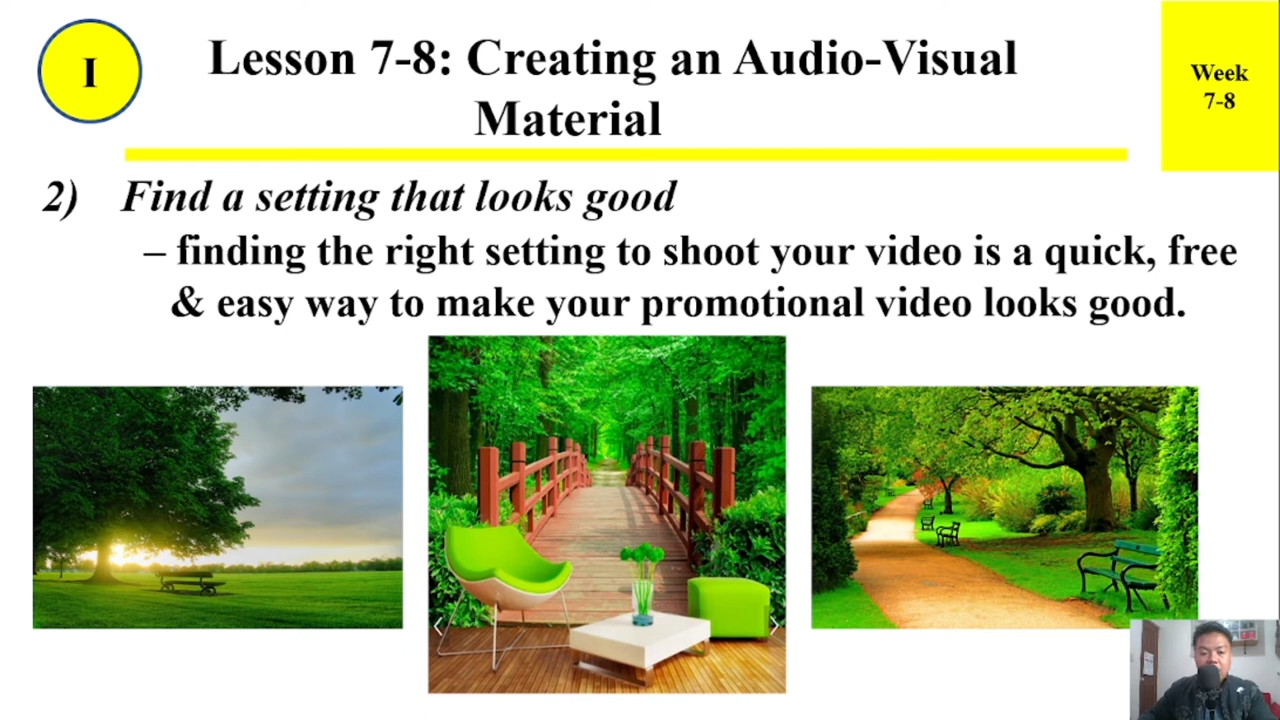 I
Lesson 7-8: Creating an Audio-Visual
Material
Week
7-8
2) Find a setting that looks good
– finding the right setting to shoot your video is a quick, free
& easy way to make your promotional video looks good.